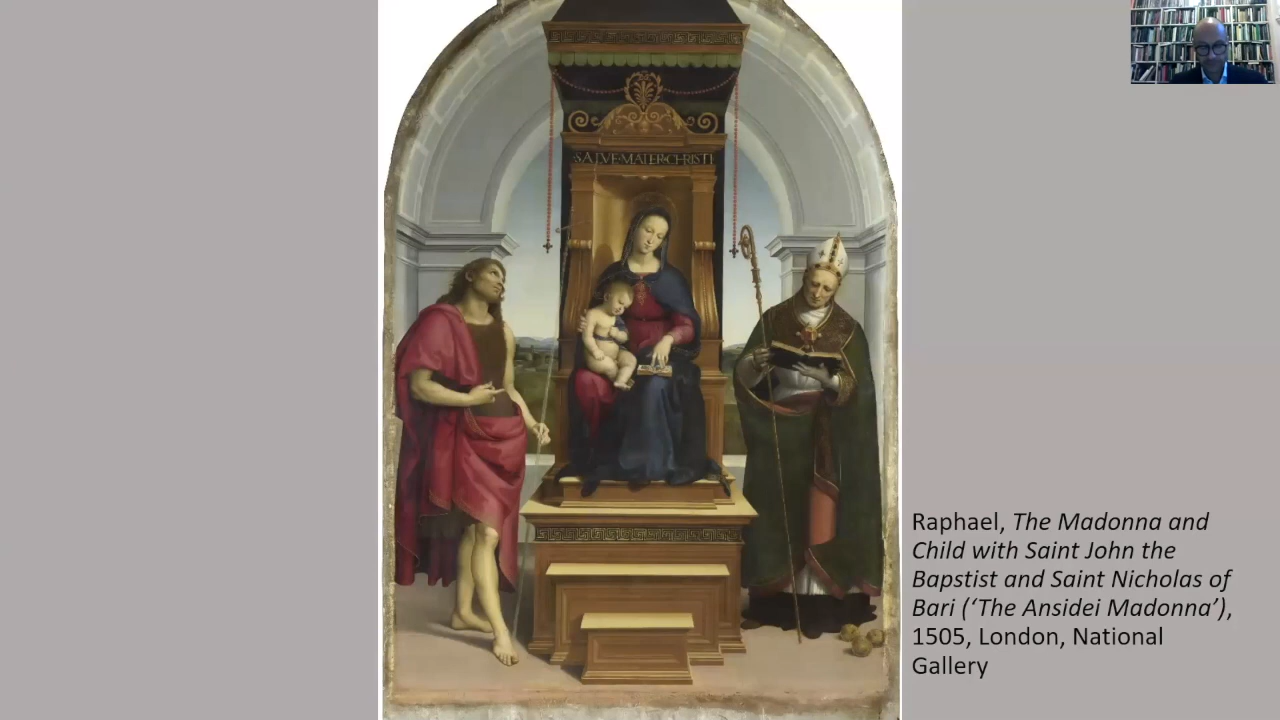 SALVE·MATER·CHRISTI
Raphael, The Madonna and
Child with Saint John the
Bapstist and Saint Nicholas of
Bari (‘The Ansidei Madonna’),
1505, London, National
Gallery